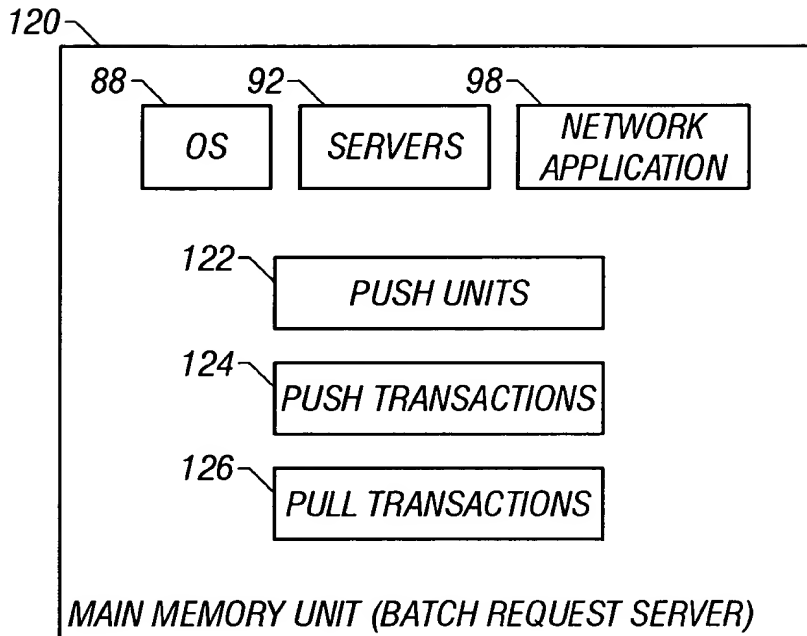 120
88
92
98
OS
SERVERS
NETWORK
APPLICATION
122
PUSH UNITS
124
PUSH TRANSACTIONS
126
PULL TRANSACTIONS
MAIN MEMORY UNIT (BATCH REQUEST SERVER)